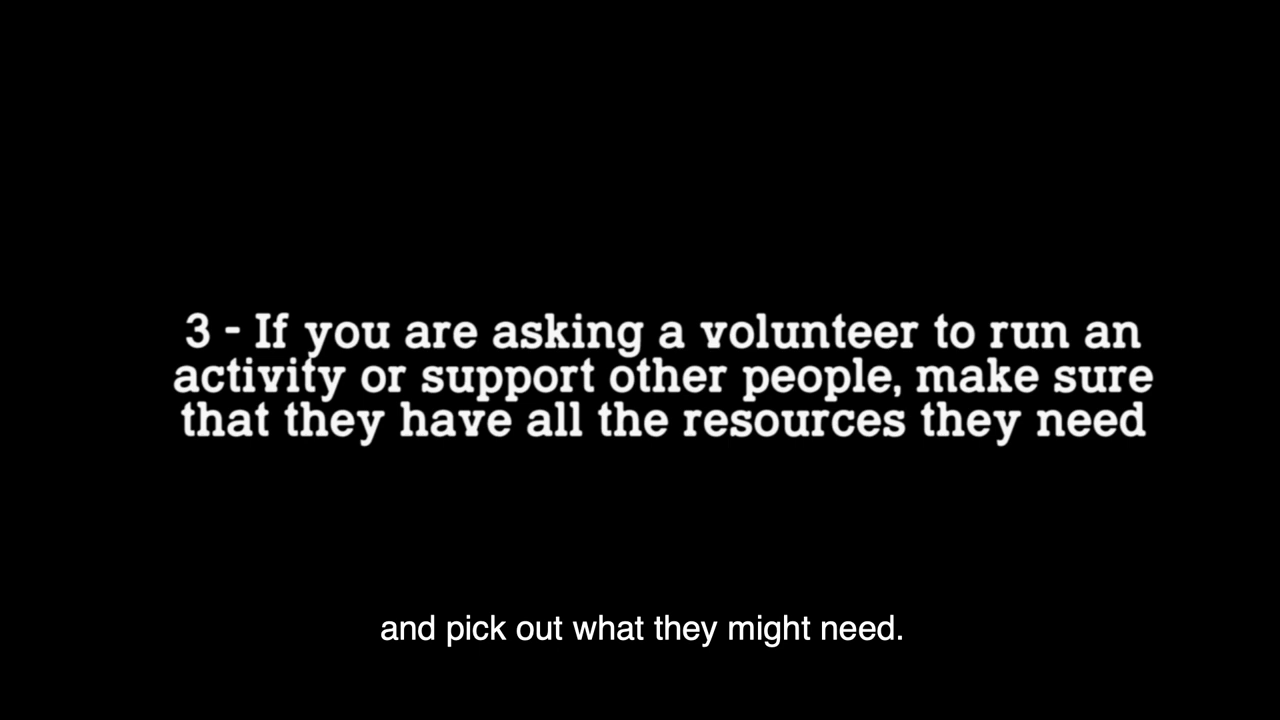 3 - If you are asking a volunteer to run an
activity or support other people, make sure
that they have all the resources they need
and pick out what they might need.